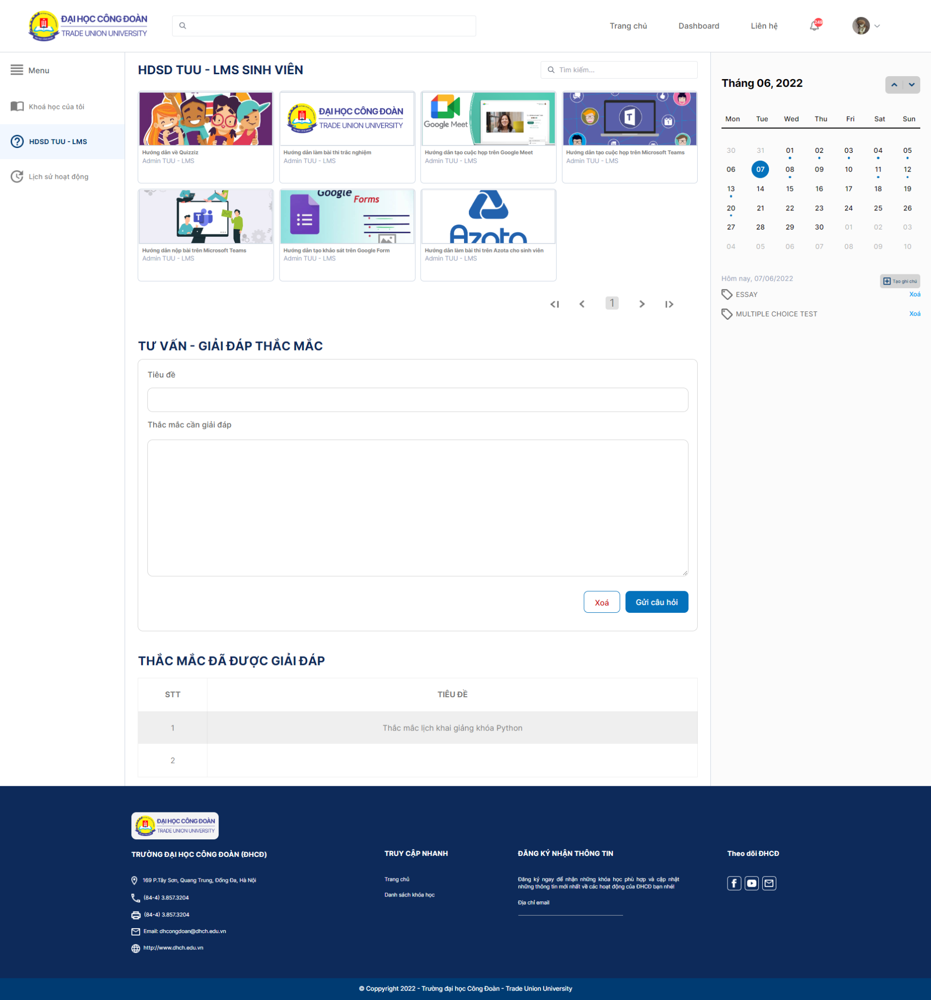 ĐẠI HỌC CÔNG ĐOÀN
TRADE UNION UNIVERSITY
Trang chủ
Dashboard
Liên hệ
249
Menu
Khoá học của tôi
HDSD TUU - LMS
Lịch sử hoạt động
HDSD TUU - LMS SINH VIÊN
Tìm kiếm...
Hướng dẫn về Quizziz
Admin TUU - LMS
ĐẠI HỌC CÔNG ĐOÀN
TRADE UNION UNIVERSITY
Hướng dẫn làm bài thi trắc nghiệm
Admin TUU - LMS
Google Meet
Hướng dẫn tạo cuộc họp trên Google Meet
Admin TUU - LMS
T
Hướng dẫn tạo cuộc họp trên Microsoft Teams
Admin TUU - LMS
Hướng dẫn nộp bài trên Microsoft Teams
Admin TUU - LMS
Google Forms
Hướng dẫn tạo khảo sát trên Google Form
Admin TUU - LMS
Azota
Hướng dẫn làm bài thi trên Azota cho sinh viên
Admin TUU - LMS
1
TƯ VẤN - GIẢI ĐÁP THẮC MẮC
Tiêu đề
Thắc mắc cần giải đáp
Xoá
Gửi câu hỏi
THẮC MẮC ĐÃ ĐƯỢC GIẢI ĐÁP
STT TIÊU ĐỀ
1 Thắc mắc lịch khai giảng khóa Python
2
Tháng 06, 2022
Mon Tue Wed Thu Fri Sat Sun
30 31 01 02 03 04 05
06 07 08 09 10 11 12
13 14 15 16 17 18 19
20 21 22 23 24 25 26
27 28 29 30 01 02 03
04 05 06 07 08 09 10
Hôm nay, 07/06/2022
Tạo ghi chú
ESSAY Xoá
MULTIPLE CHOICE TEST Xoá
ĐẠI HỌC CÔNG ĐOÀN
TRADE UNION UNIVERSITY
TRƯỜNG ĐẠI HỌC CÔNG ĐOÀN (ĐHCĐ)
169 P.Tây Sơn, Quang Trung, Đống Đa, Hà Nội
(84-4) 3.857.3204
(84-4) 3.857.3204
Email: dhcongdoan@dhch.edu.vn
http://www.dhch.edu.vn
TRUY CẬP NHANH
Trang chủ
Danh sách khóa học
ĐĂNG KÝ NHẬN THÔNG TIN
Đăng ký ngay để nhận những khóa học phù hợp và cập nhật
những thông tin mới nhất về các hoạt động của ĐHCĐ bạn nhé!
Địa chỉ email
Theo dõi ĐHCĐ
© Coppyright 2022 - Trường đại học Công Đoàn - Trade Union University